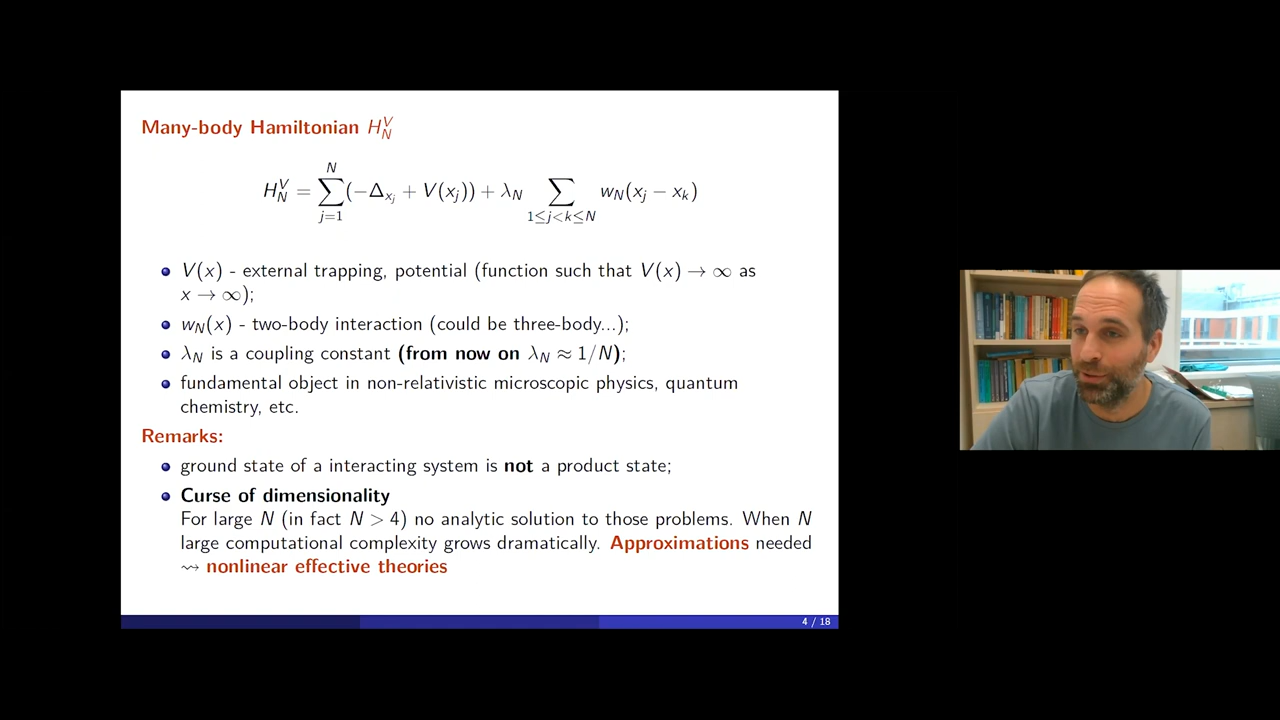 Many-body Hamiltonian H_N^V
H_N^V = \sum_{j=1}^{N} (−Δ_{x_j} + V(x_j)) + λ_N \sum_{1≤j<k≤N} w_N(x_j − x_k)
V(x) - external trapping, potential (function such that V(x) → ∞ as
x → ∞);
w_N(x) - two-body interaction (could be three-body...);
λ_N is a coupling constant (from now on λ_N ≈ 1/N);
fundamental object in non-relativistic microscopic physics, quantum
chemistry, etc.
Remarks:
ground state of a interacting system is not a product state;
Curse of dimensionality
For large N (in fact N > 4) no analytic solution to those problems. When N
large computational complexity grows dramatically. Approximations needed
⇝ nonlinear effective theories
4 / 18